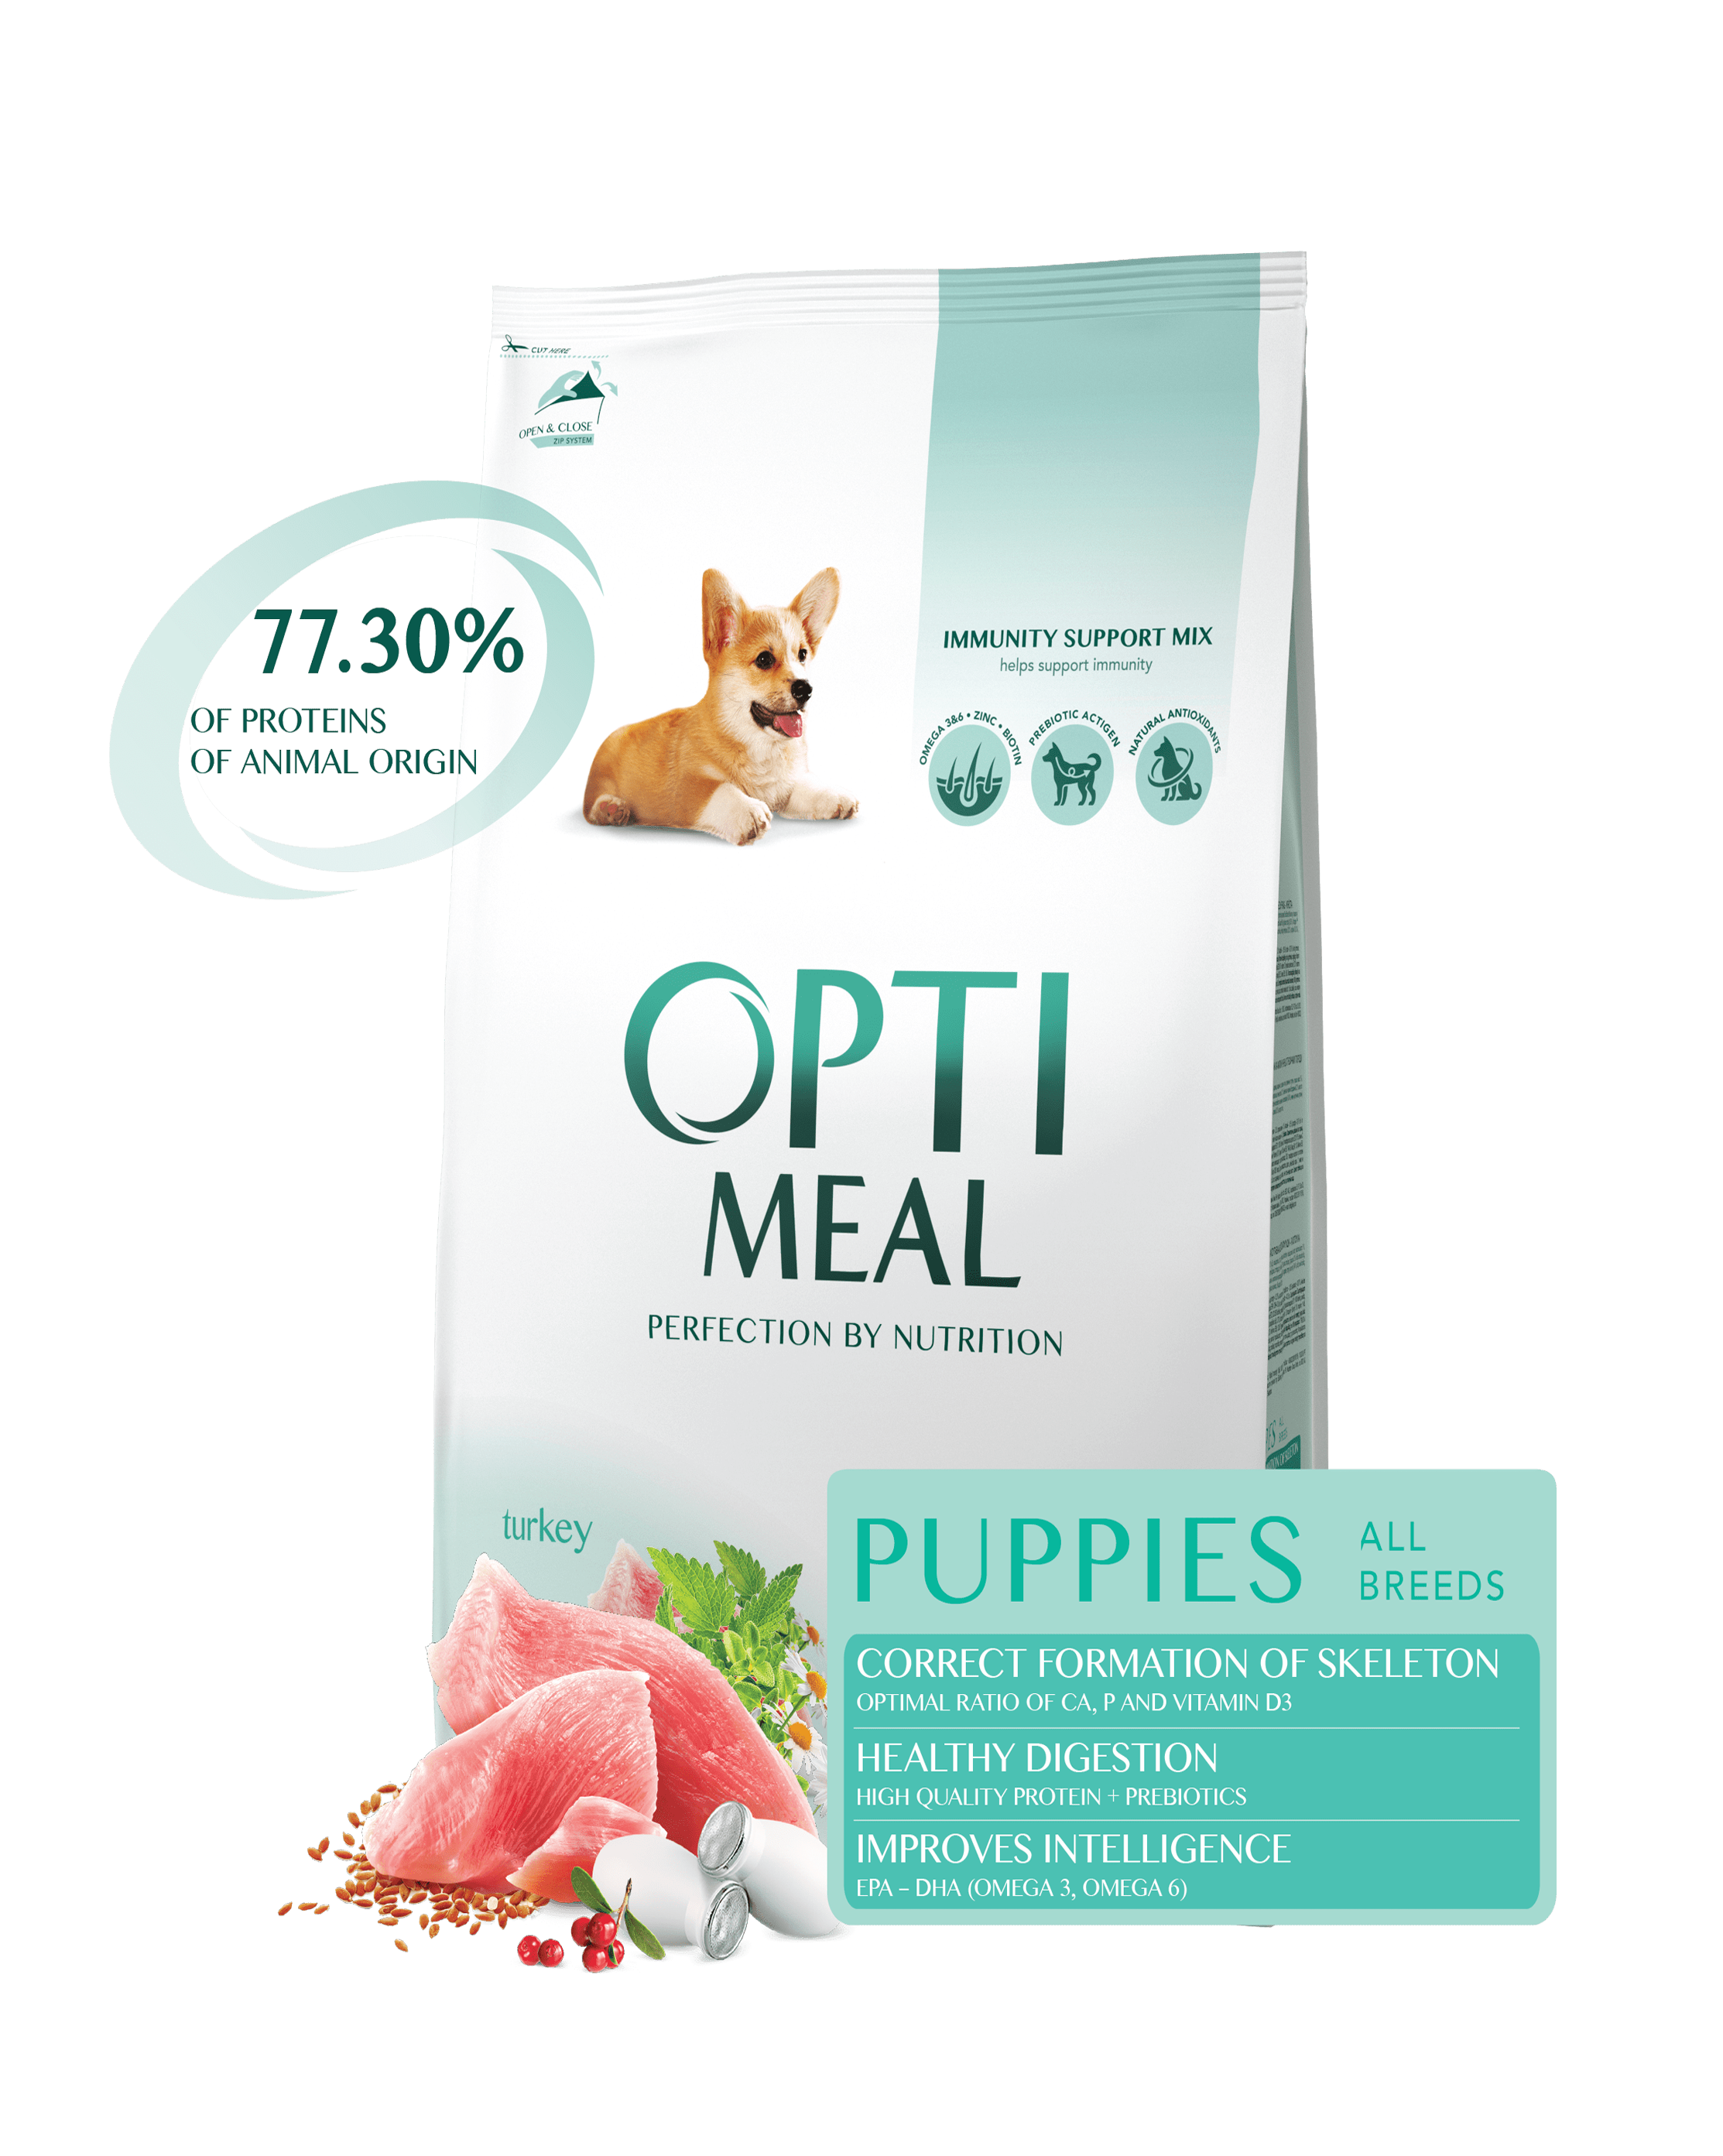 CUT HERE
OPEN & CLOSE
ZIP SYSTEM
77.30%
OF PROTEINS
OF ANIMAL ORIGIN
IMMUNITY SUPPORT MIX
helps support immunity
OMEGA 3&6 • ZINC • BIOTIN
PREBIOTIC ACTIGEN
NATURAL ANTIOXIDANTS
OPTI
MEAL
PERFECTION BY NUTRITION
turkey
PUPPIES
ALL
BREEDS
CORRECT FORMATION OF SKELETON
OPTIMAL RATIO OF CA, P AND VITAMIN D3
HEALTHY DIGESTION
HIGH QUALITY PROTEIN + PREBIOTICS
IMPROVES INTELLIGENCE
EPA – DHA (OMEGA 3, OMEGA 6)